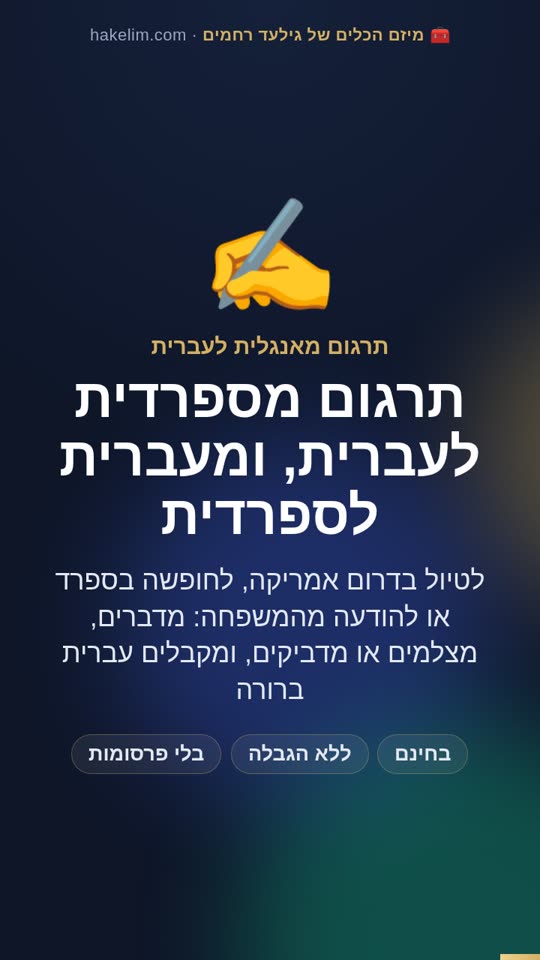 🧰 מיזם הכלים של גילעד רחמים · hakelim.com
תרגום מאנגלית לעברית
תרגום מספרדית
לעברית, ומעברית
לספרדית
לטיול בדרום אמריקה, לחופשה בספרד
או להודעה מהמשפחה: מדברים,
מצלמים או מדביקים, ומקבלים עברית
ברורה
בחינם
ללא הגבלה
בלי פרסומות